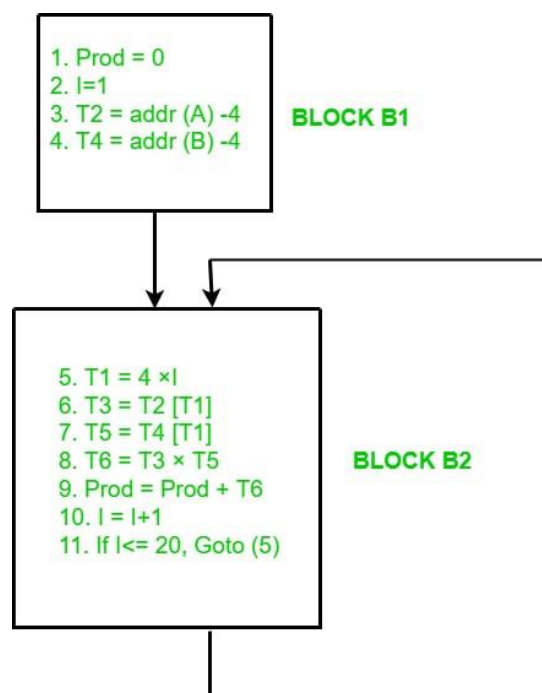 1. Prod = 0
2. I=1
3. T2 = addr (A) -4
4. T4 = addr (B) -4
BLOCK B1
5. T1 = 4 ×I
6. T3 = T2 [T1]
7. T5 = T4 [T1]
8. T6 = T3 × T5
9. Prod = Prod + T6
10. I = I+1
11. If I<= 20, Goto (5)
BLOCK B2